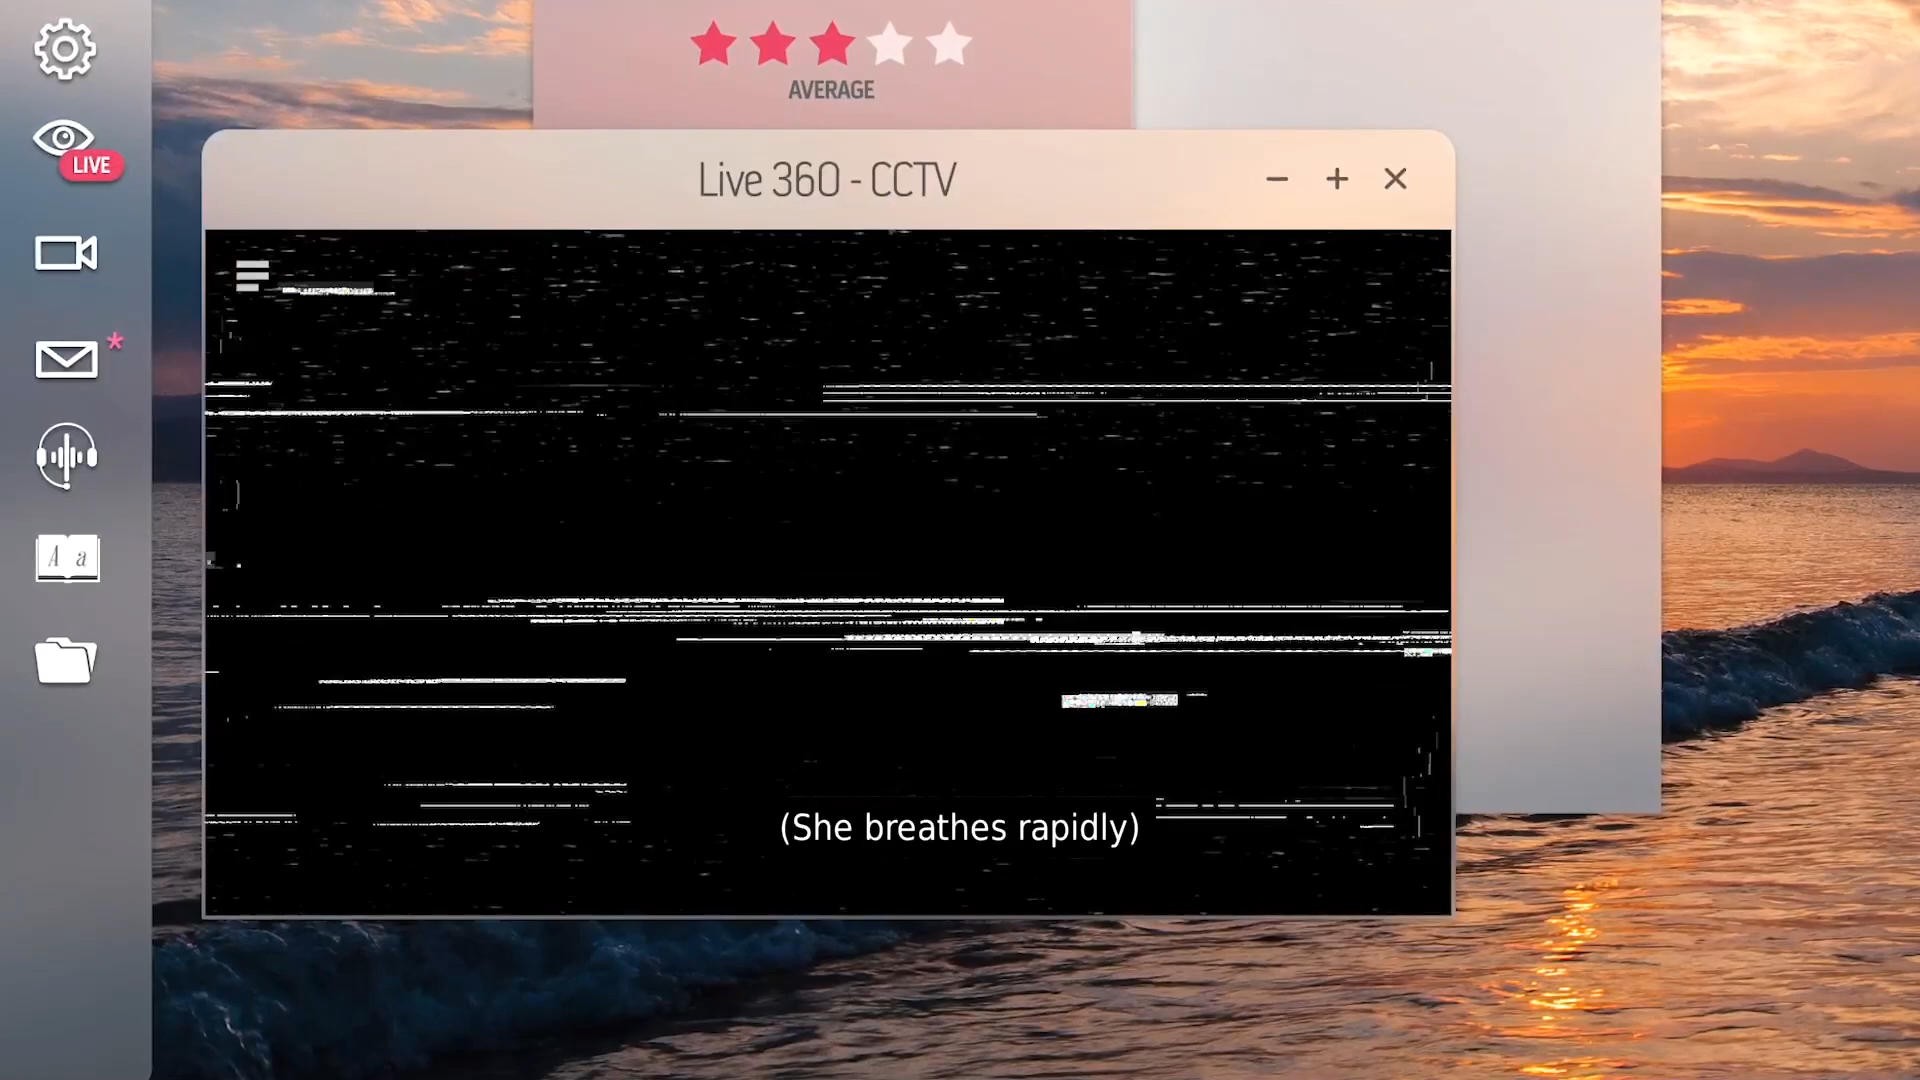 AVERAGE
LIVE
Live 360 - CCTV
A a
(She breathes rapidly)